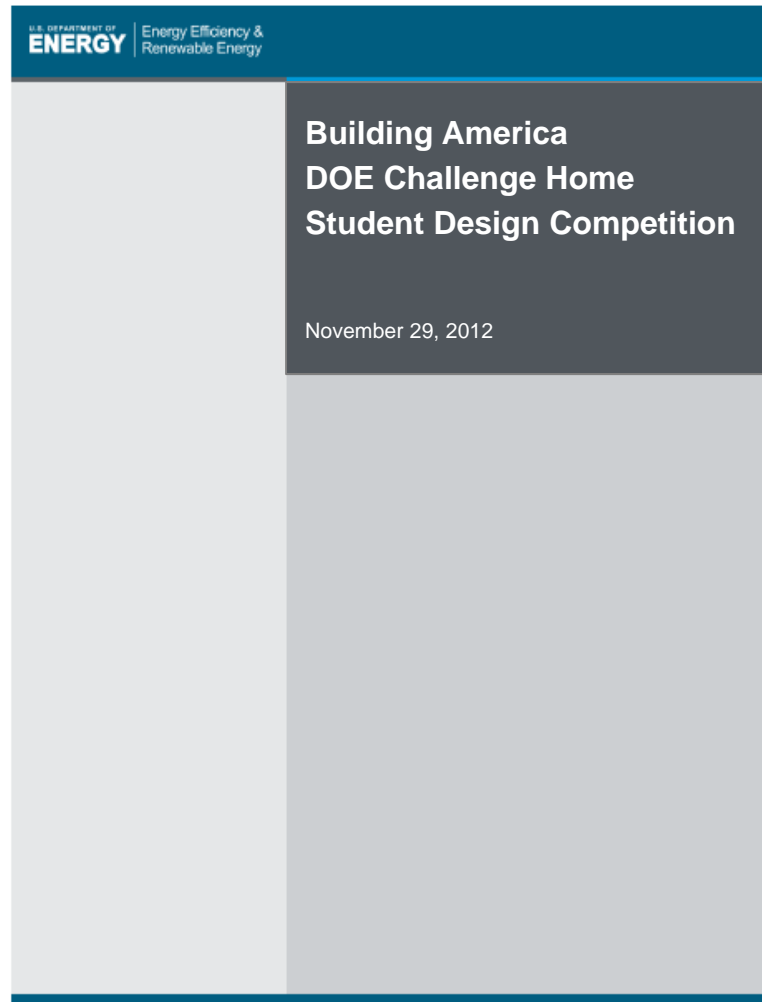 U.S. DEPARTMENT OF
ENERGY
Energy Efficiency &
Renewable Energy
Building America
DOE Challenge Home
Student Design Competition
November 29, 2012